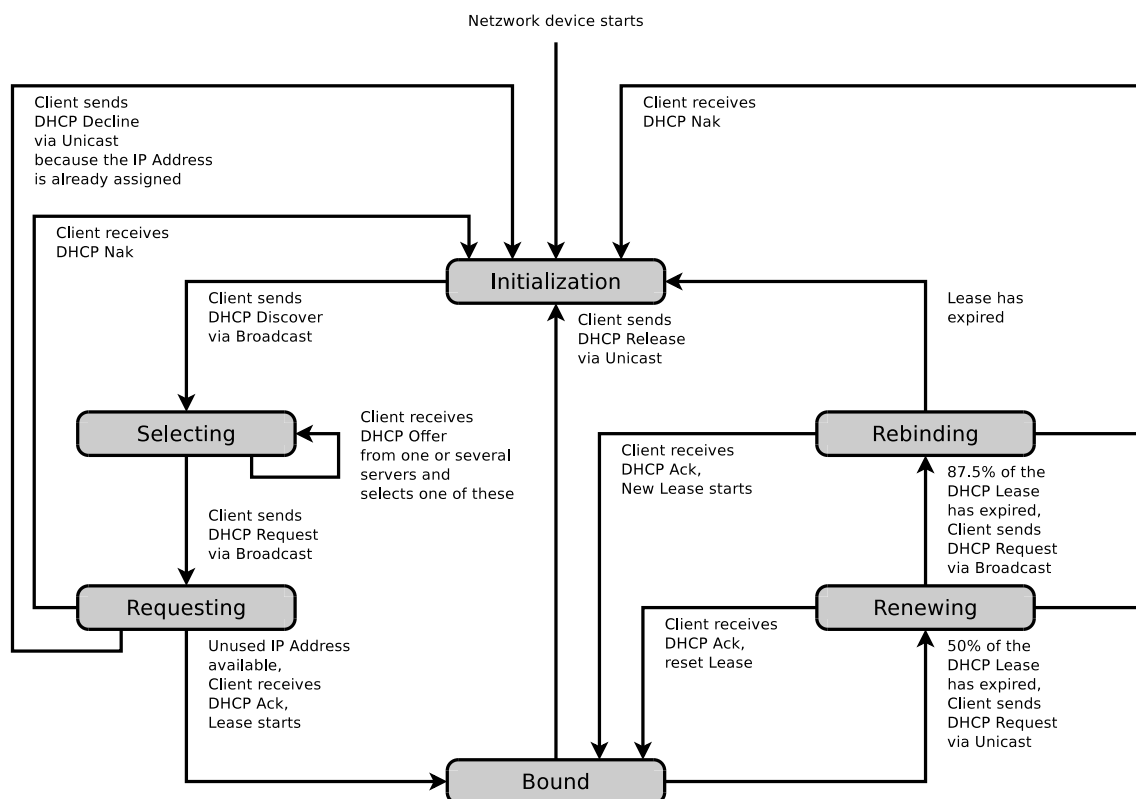 Netzwork device starts
Client sends
DHCP Decline
via Unicast
because the IP Address
is already assigned
Client receives
DHCP Nak
Client receives
DHCP Nak
Initialization
Client sends
DHCP Discover
via Broadcast
Client sends
DHCP Release
via Unicast
Lease has
expired
Selecting
Client receives
DHCP Offer
from one or several
servers and
selects one of these
Rebinding
Client receives
DHCP Ack,
New Lease starts
87.5% of the
DHCP Lease
has expired,
Client sends
DHCP Request
via Broadcast
Client sends
DHCP Request
via Broadcast
Requesting
Renewing
Unused IP Address
available,
Client receives
DHCP Ack,
Lease starts
Client receives
DHCP Ack,
reset Lease
50% of the
DHCP Lease
has expired,
Client sends
DHCP Request
via Unicast
Bound